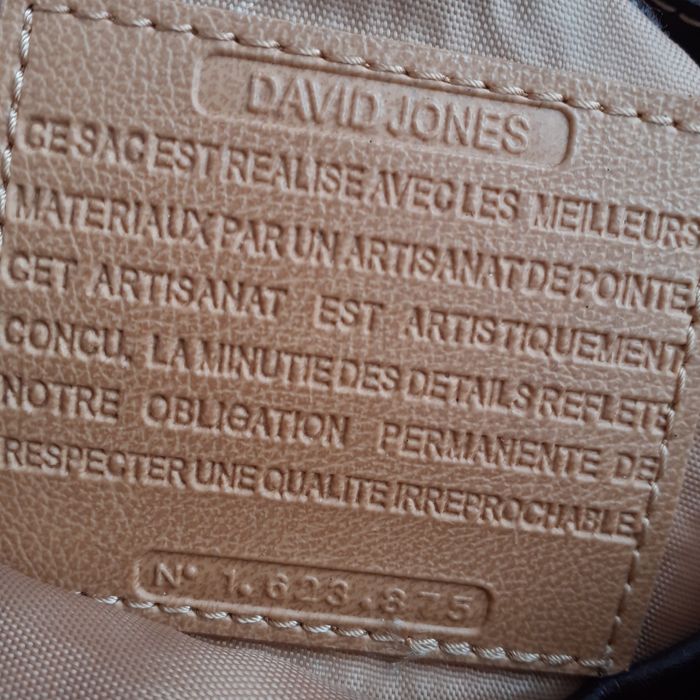 DAVID JONES
CE SAC EST REALISE AVEC LES MEILLEURS
MATERIAUX PAR UN ARTISANAT DE POINTE
CET ARTISANAT EST ARTISTIQUEMENT
CONCU, LA MINUTIE DES DETAILS REFLETE
NOTRE OBLIGATION PERMANENTE DE
RESPECTER UNE QUALITE IRREPROCHABLE
N° 1.623.875